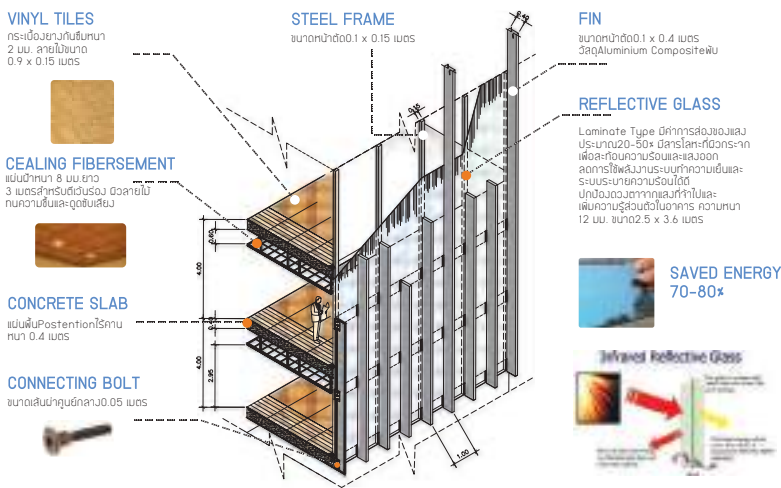 VINYL TILES
กระเบื้องยางกันชื้นหนา
2 มม. ลายไม้ขนาด
0.9 x 0.15 เมตร
CEALING FIBERSEMENT
แผ่นฝ้าหนา 8 มม.ยาว
3 เมตรสำหรับตีเว้นร่อง ผิวลายไม้
ทนความชื้นและดูดซับเสียง
CONCRETE SLAB
แผ่นพื้นPostentionไร้คาน
หนา 0.4 เมตร
CONNECTING BOLT
ขนาดเส้นผ่าศูนย์กลาง0.05 เมตร
STEEL FRAME
ขนาดหน้าตัด0.1 x 0.15 เมตร
FIN
ขนาดหน้าตัด0.1 x 0.4 เมตร
วัสดุAluminium Compositeพับ
REFLECTIVE GLASS
Laminate Type มีค่าการส่องของแสง
ประมาณ20-50% มีสารโลหะที่ผิวกระจก
เพื่อสะท้อนความร้อนและแสงออก
ลดการใช้พลังงานระบบทำความเย็นและ
ระบบระบายความร้อนได้ดี
ปกป้องดวงตาจากแสงที่จ้าไปและ
เพิ่มความรู้ส่วนตัวในอาคาร ความหนา
12 มม. ขนาด2.5 x 3.6 เมตร
SAVED ENERGY
70-80%
Infrared Reflective Glass
0.40
0.15
0.60
4.00
4.00
2.95
1.00